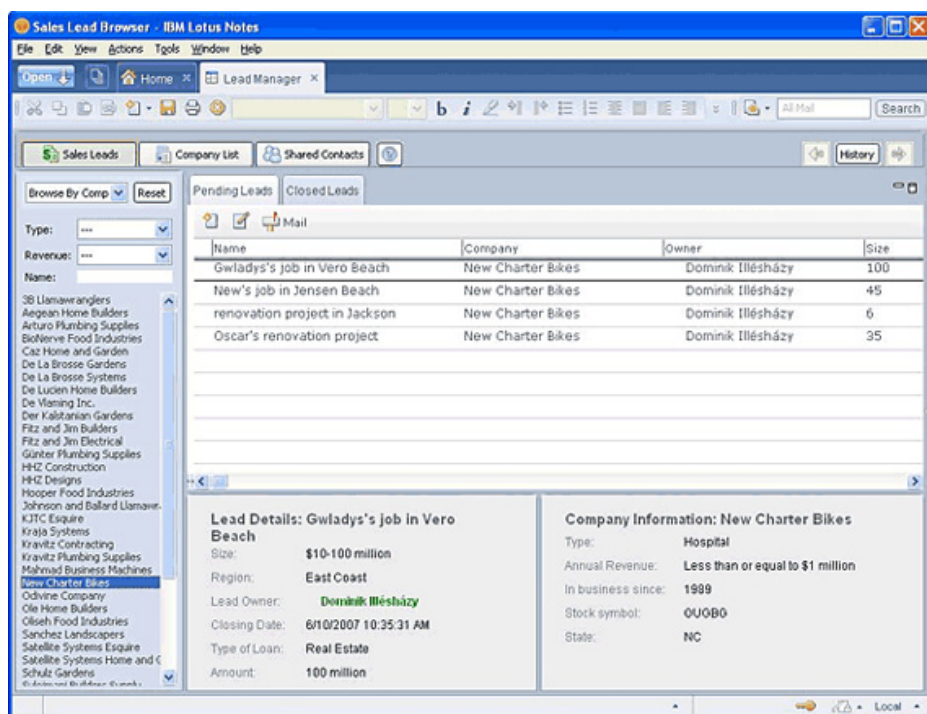 Sales Lead Browser - IBM Lotus Notes
File Edit View Actions Tools Window Help
Open Home × Lead Manager ×
b i All Mail Search
Sales Leads Company List Shared Contacts History
Browse By Comp Reset
Type: ---
Revenue: ---
Name:
3B Llamawranglers
Aegean Home Builders
Arturo Plumbing Supplies
BioNerve Food Industries
Caz Home and Garden
De La Brosse Gardens
De La Brosse Systems
De Lucien Home Builders
De Vlaming Inc.
Der Kalstanian Gardens
Fitz and Jim Builders
Fitz and Jim Electrical
Günter Plumbing Supplies
HHZ Construction
HHZ Designs
Hooper Food Industries
Johnson and Ballard Llamawr
KJTC Esquire
Kraja Systems
Kravitz Contracting
Kravitz Plumbing Supplies
Mahmad Business Machines
New Charter Bikes
Odivine Company
Ole Home Builders
Oliseh Food Industries
Sanchez Landscapers
Satellite Systems Esquire
Satellite Systems Home and G
Schulz Gardens
Pending Leads Closed Leads
Mail
Name Company Owner Size
Gwladys's job in Vero Beach New Charter Bikes Dominik Illésházy 100
New's job in Jensen Beach New Charter Bikes Dominik Illésházy 45
renovation project in Jackson New Charter Bikes Dominik Illésházy 6
Oscar's renovation project New Charter Bikes Dominik Illésházy 35
Lead Details: Gwladys's job in Vero
Beach
Size: $10-100 million
Region: East Coast
Lead Owner: Dominik Illésházy
Closing Date: 6/10/2007 10:35:31 AM
Type of Loan: Real Estate
Amount: 100 million
Company Information: New Charter Bikes
Type: Hospital
Annual Revenue: Less than or equal to $1 million
In business since: 1989
Stock symbol: OUGBG
State: NC
Local